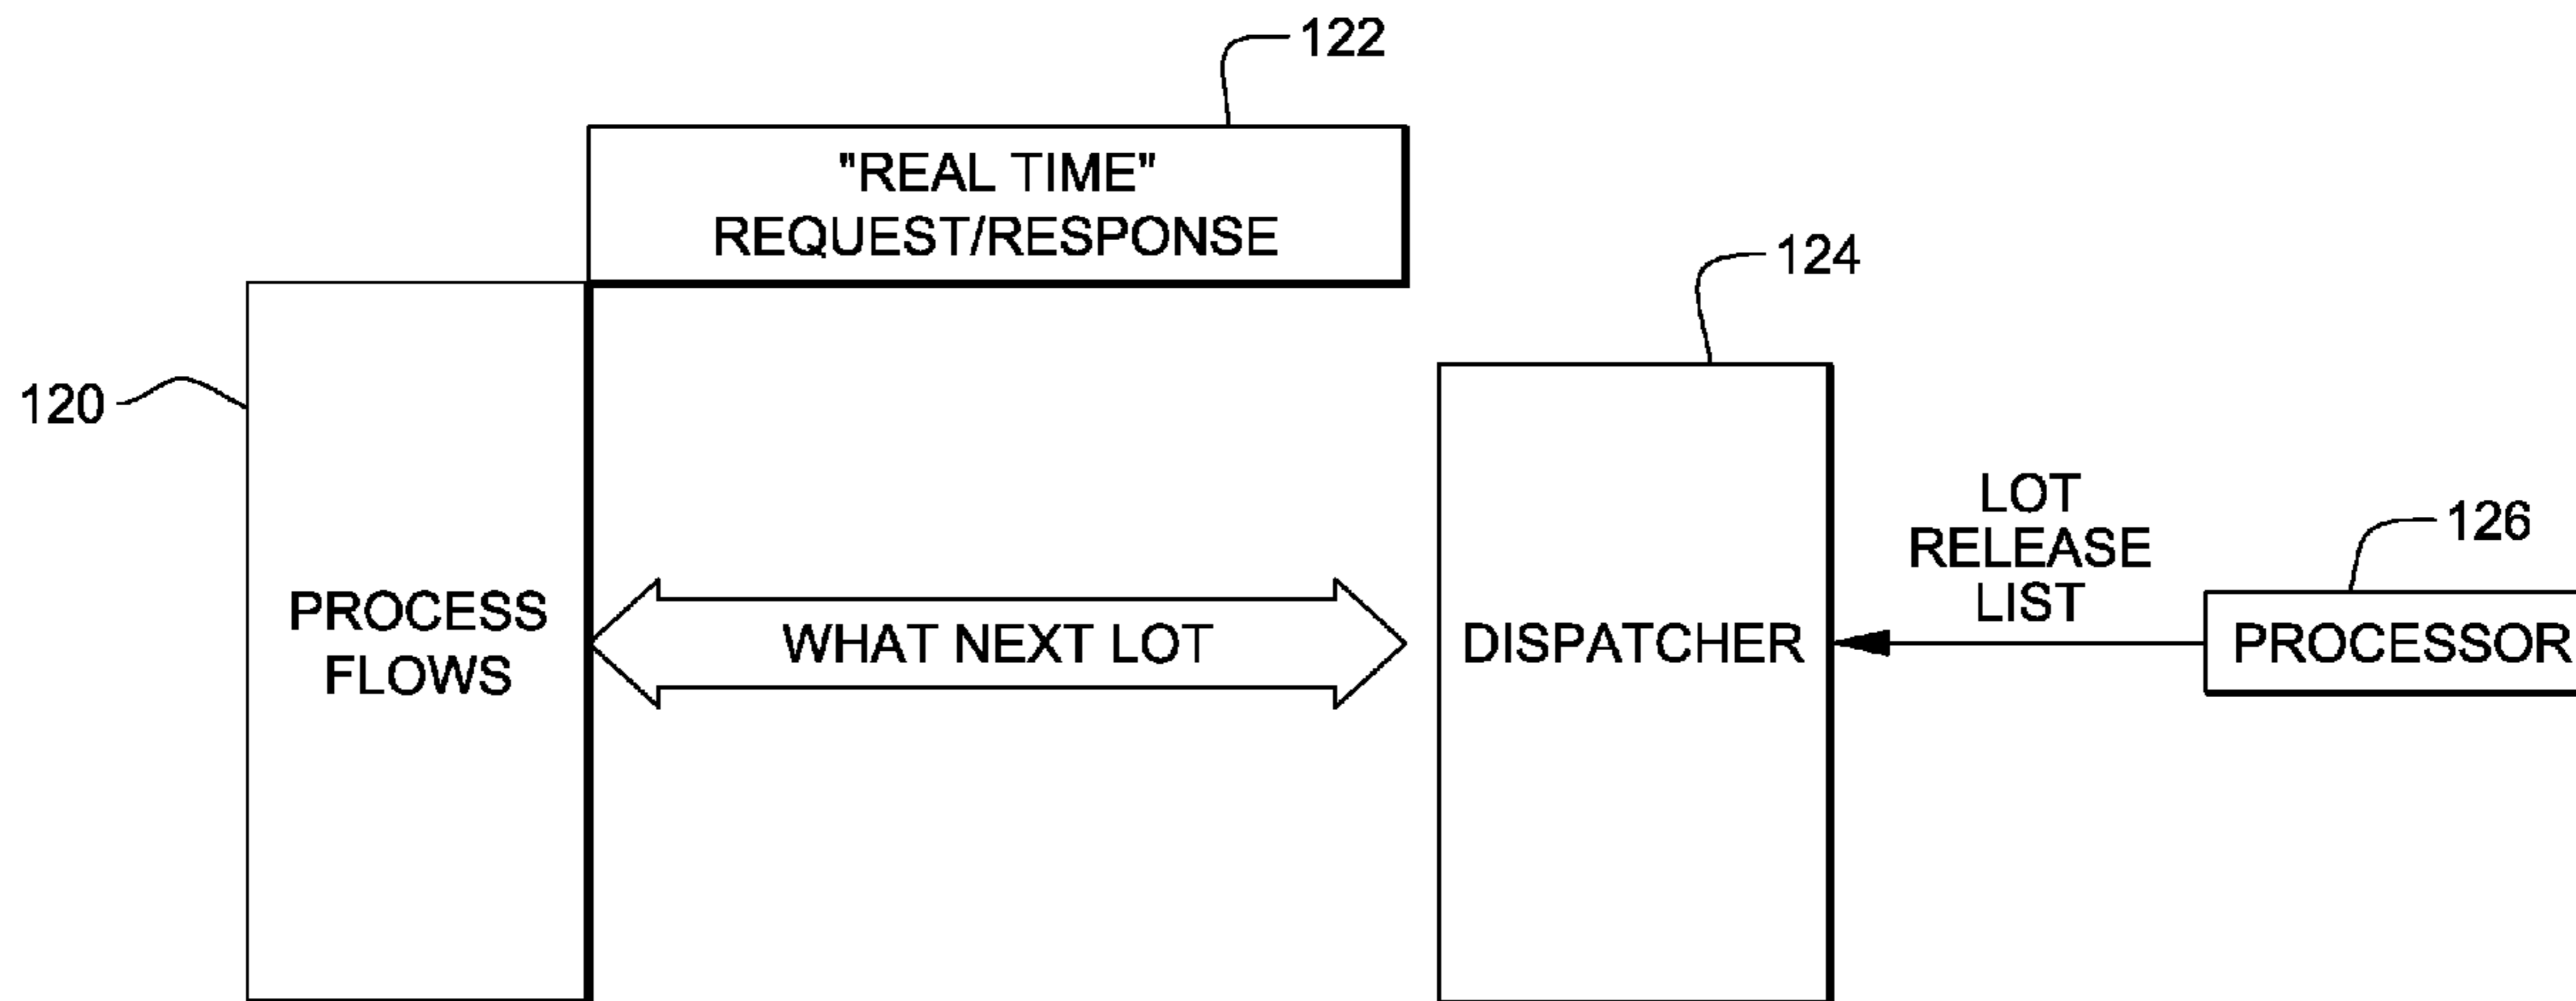 122
"REAL TIME"
REQUEST/RESPONSE
124
120
LOT
RELEASE
LIST
126
PROCESS
FLOWS
WHAT NEXT LOT
DISPATCHER
PROCESSOR